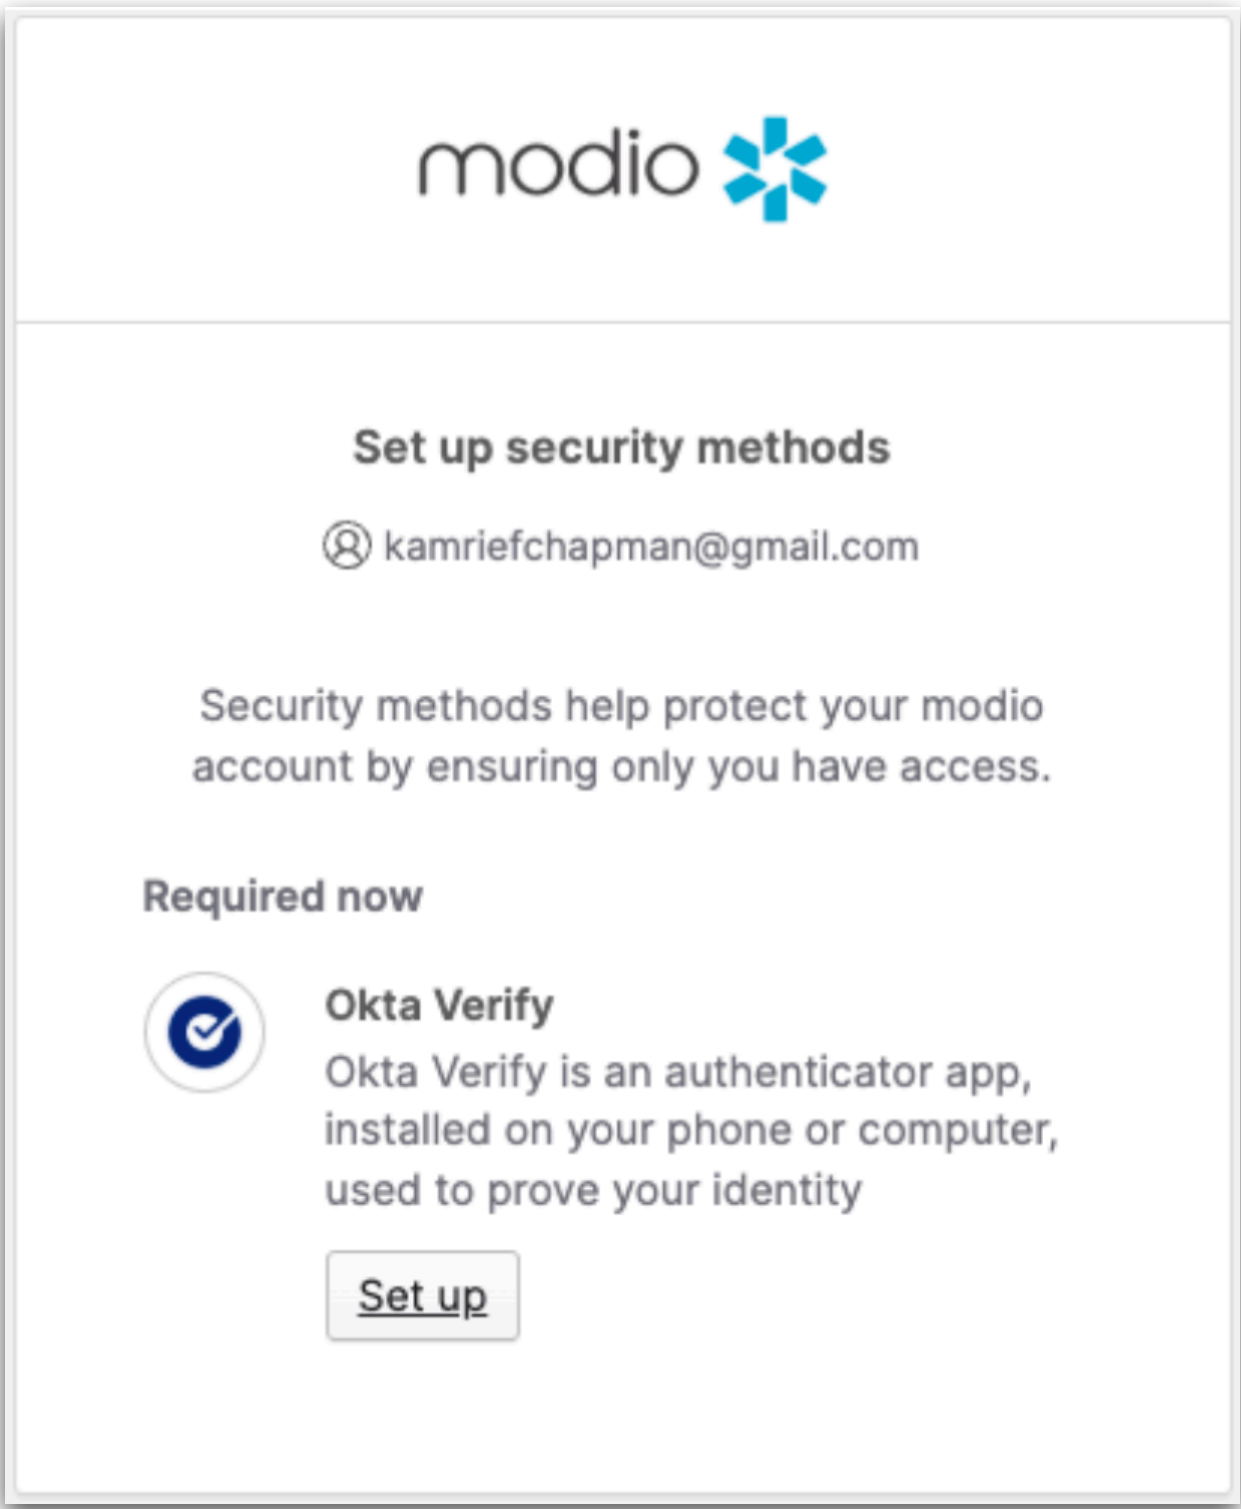 modio
Set up security methods
kamriefchapman@gmail.com
Security methods help protect your modio
account by ensuring only you have access.
Required now
Okta Verify
Okta Verify is an authenticator app,
installed on your phone or computer,
used to prove your identity
Set up